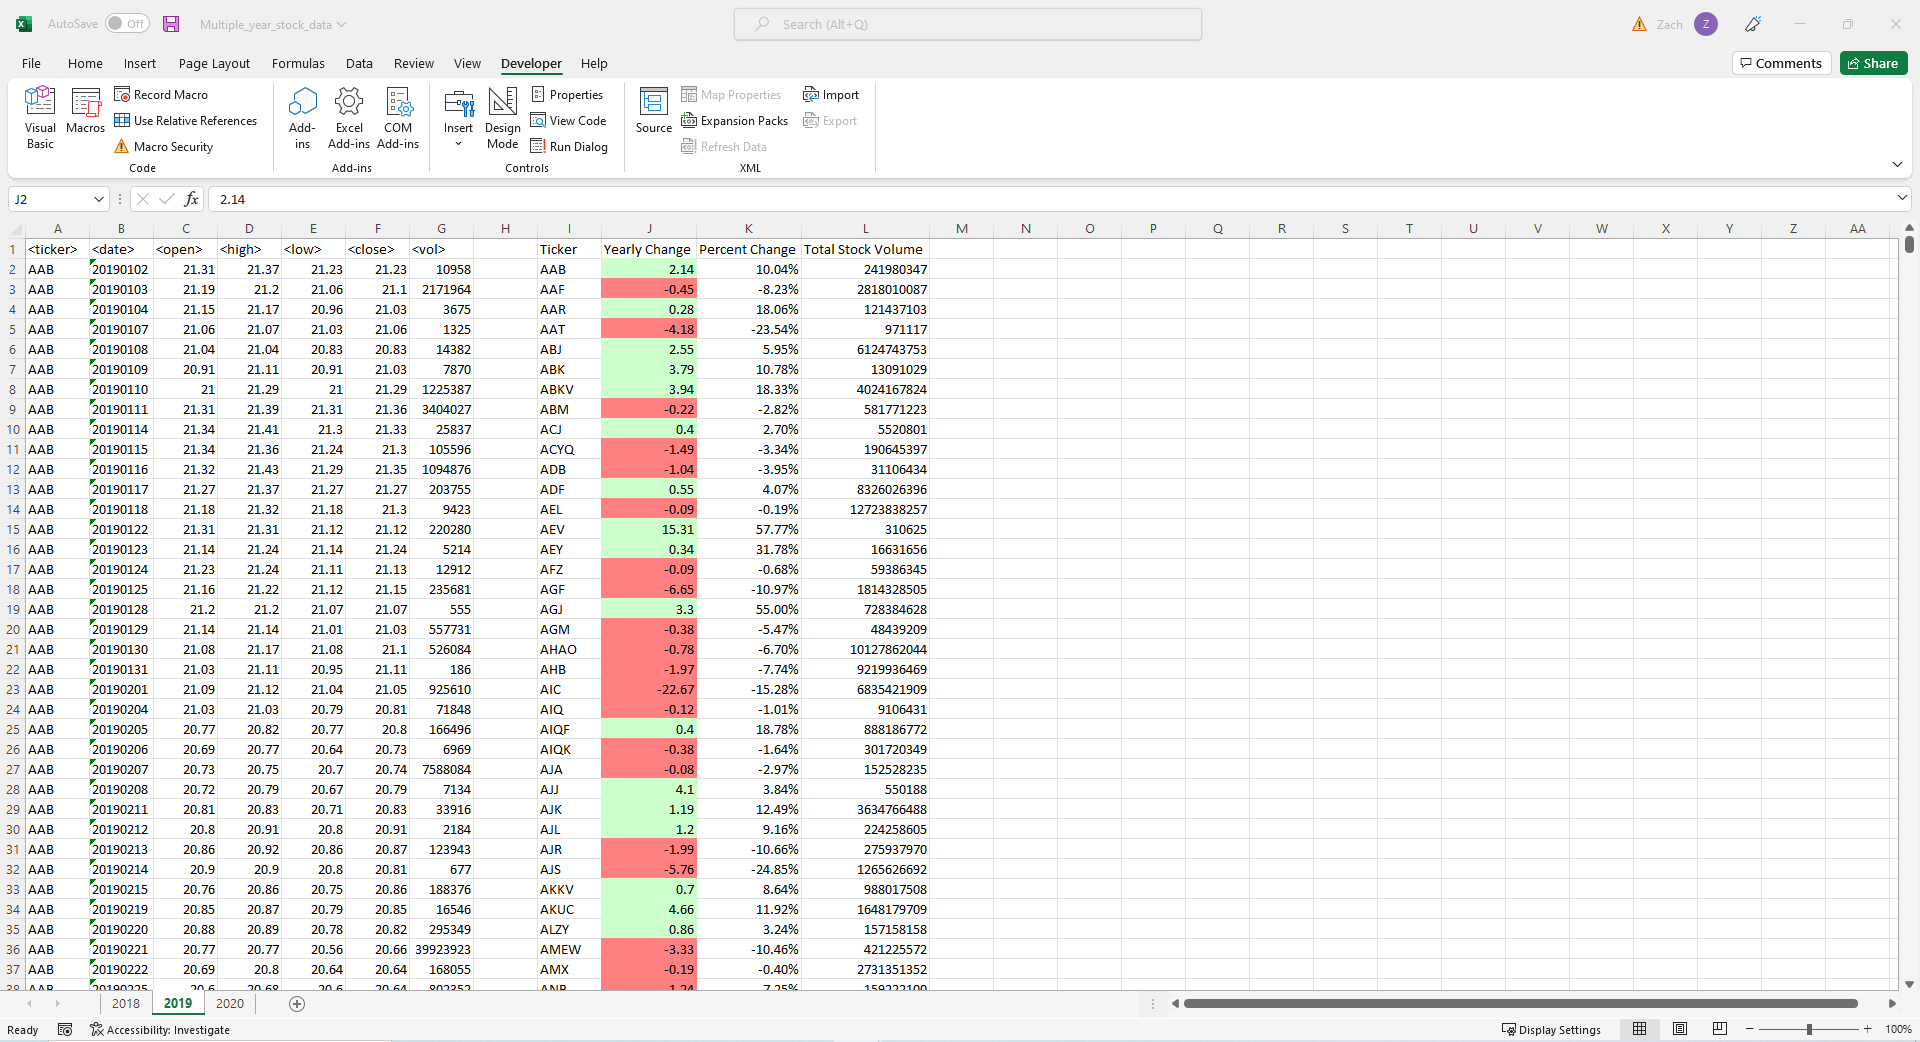 AutoSave Off Multiple_year_stock_data Search (Alt+Q) Zach Z
File Home Insert Page Layout Formulas Data Review View Developer Help Comments Share
Visual Basic Macros Record Macro Use Relative References Macro Security Code
Add-ins Excel Add-ins COM Add-ins Add-ins
Insert Design Mode Properties View Code Run Dialog Controls
Source Map Properties Expansion Packs Refresh Data Import Export XML
J2 fx 2.14
A B C D E F G H I J K L M N O P Q R S T U V W X Y Z AA
1 <ticker> <date> <open> <high> <low> <close> <vol> Ticker Yearly Change Percent Change Total Stock Volume
2 AAB 20190102 21.31 21.37 21.23 21.23 10958 AAB 2.14 10.04% 241980347
3 AAB 20190103 21.19 21.2 21.06 21.1 2171964 AAF -0.45 -8.23% 2818010087
4 AAB 20190104 21.15 21.17 20.96 21.03 3675 AAR 0.28 18.06% 121437103
5 AAB 20190107 21.06 21.07 21.03 21.06 1325 AAT -4.18 -23.54% 971117
6 AAB 20190108 21.04 21.04 20.83 20.83 14382 ABJ 2.55 5.95% 6124743753
7 AAB 20190109 20.91 21.11 20.91 21.03 7870 ABK 3.79 10.78% 13091029
8 AAB 20190110 21 21.29 21 21.29 1225387 ABKV 3.94 18.33% 4024167824
9 AAB 20190111 21.31 21.39 21.31 21.36 3404027 ABM -0.22 -2.82% 581771223
10 AAB 20190114 21.34 21.41 21.3 21.33 25837 ACJ 0.4 2.70% 5520801
11 AAB 20190115 21.34 21.36 21.24 21.3 105596 ACYQ -1.49 -3.34% 190645397
12 AAB 20190116 21.32 21.43 21.29 21.35 1094876 ADB -1.04 -3.95% 31106434
13 AAB 20190117 21.27 21.37 21.27 21.27 203755 ADF 0.55 4.07% 8326026396
14 AAB 20190118 21.18 21.32 21.18 21.3 9423 AEL -0.09 -0.19% 12723838257
15 AAB 20190122 21.31 21.31 21.12 21.12 220280 AEV 15.31 57.77% 310625
16 AAB 20190123 21.14 21.24 21.14 21.24 5214 AEY 0.34 31.78% 16631656
17 AAB 20190124 21.23 21.24 21.11 21.13 12912 AFZ -0.09 -0.68% 59386345
18 AAB 20190125 21.16 21.22 21.12 21.15 235681 AGF -6.65 -10.97% 1814328505
19 AAB 20190128 21.2 21.2 21.07 21.07 555 AGJ 3.3 55.00% 728384628
20 AAB 20190129 21.14 21.14 21.01 21.03 557731 AGM -0.38 -5.47% 48439209
21 AAB 20190130 21.08 21.17 21.08 21.1 526084 AHAO -0.78 -6.70% 10127862044
22 AAB 20190131 21.03 21.11 20.95 21.11 186 AHB -1.97 -7.74% 9219936469
23 AAB 20190201 21.09 21.12 21.04 21.05 925610 AIC -22.67 -15.28% 6835421909
24 AAB 20190204 21.03 21.03 20.79 20.81 71848 AIQ -0.12 -1.01% 9106431
25 AAB 20190205 20.77 20.82 20.77 20.8 166496 AIQF 0.4 18.78% 888186772
26 AAB 20190206 20.69 20.77 20.64 20.73 6969 AIQK -0.38 -1.64% 301720349
27 AAB 20190207 20.73 20.75 20.7 20.74 7588084 AJA -0.08 -2.97% 152528235
28 AAB 20190208 20.72 20.79 20.67 20.79 7134 AJJ 4.1 3.84% 550188
29 AAB 20190211 20.81 20.83 20.71 20.83 33916 AJK 1.19 12.49% 3634766488
30 AAB 20190212 20.8 20.91 20.8 20.91 2184 AJL 1.2 9.16% 224258605
31 AAB 20190213 20.86 20.92 20.86 20.87 123943 AJR -1.99 -10.66% 275937970
32 AAB 20190214 20.9 20.9 20.8 20.81 677 AJS -5.76 -24.85% 1265626692
33 AAB 20190215 20.76 20.86 20.75 20.86 188376 AKKV 0.7 8.64% 988017508
34 AAB 20190219 20.85 20.87 20.79 20.85 16546 AKUC 4.66 11.92% 1648179709
35 AAB 20190220 20.88 20.89 20.78 20.82 295349 ALZY 0.86 3.24% 157158158
36 AAB 20190221 20.77 20.77 20.56 20.66 39923923 AMEW -3.33 -10.46% 421225572
37 AAB 20190222 20.69 20.8 20.64 20.64 168055 AMX -0.19 -0.40% 2731351352
38 AAB 20190225 20.6 20.68 20.6 20.64
2018 2019 2020
Ready Accessibility: Investigate Display Settings 100%